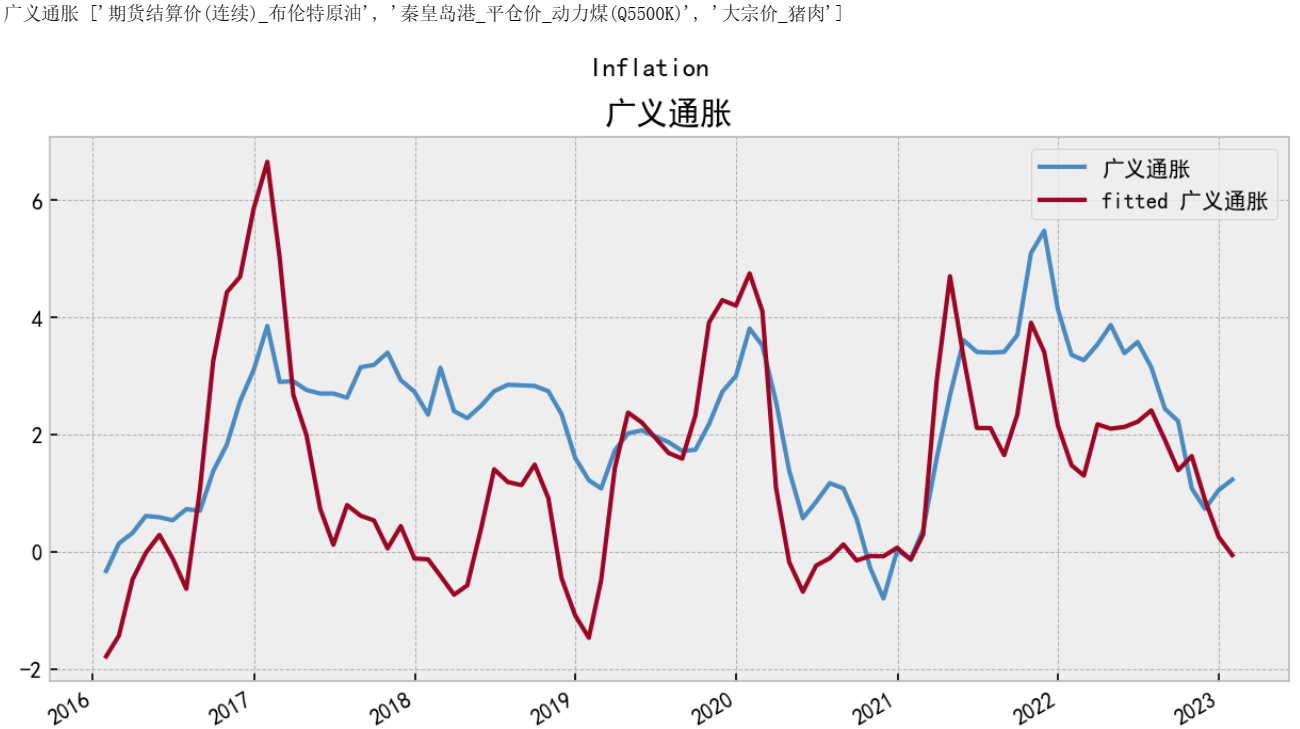 广义通胀 ['期货结算价(连续)_布伦特原油', '秦皇岛港_平仓价_动力煤(Q5500K)', '大宗价_猪肉']
Inflation
广义通胀
广义通胀
fitted 广义通胀
6
4
2
0
−2
2016
2017
2018
2019
2020
2021
2022
2023